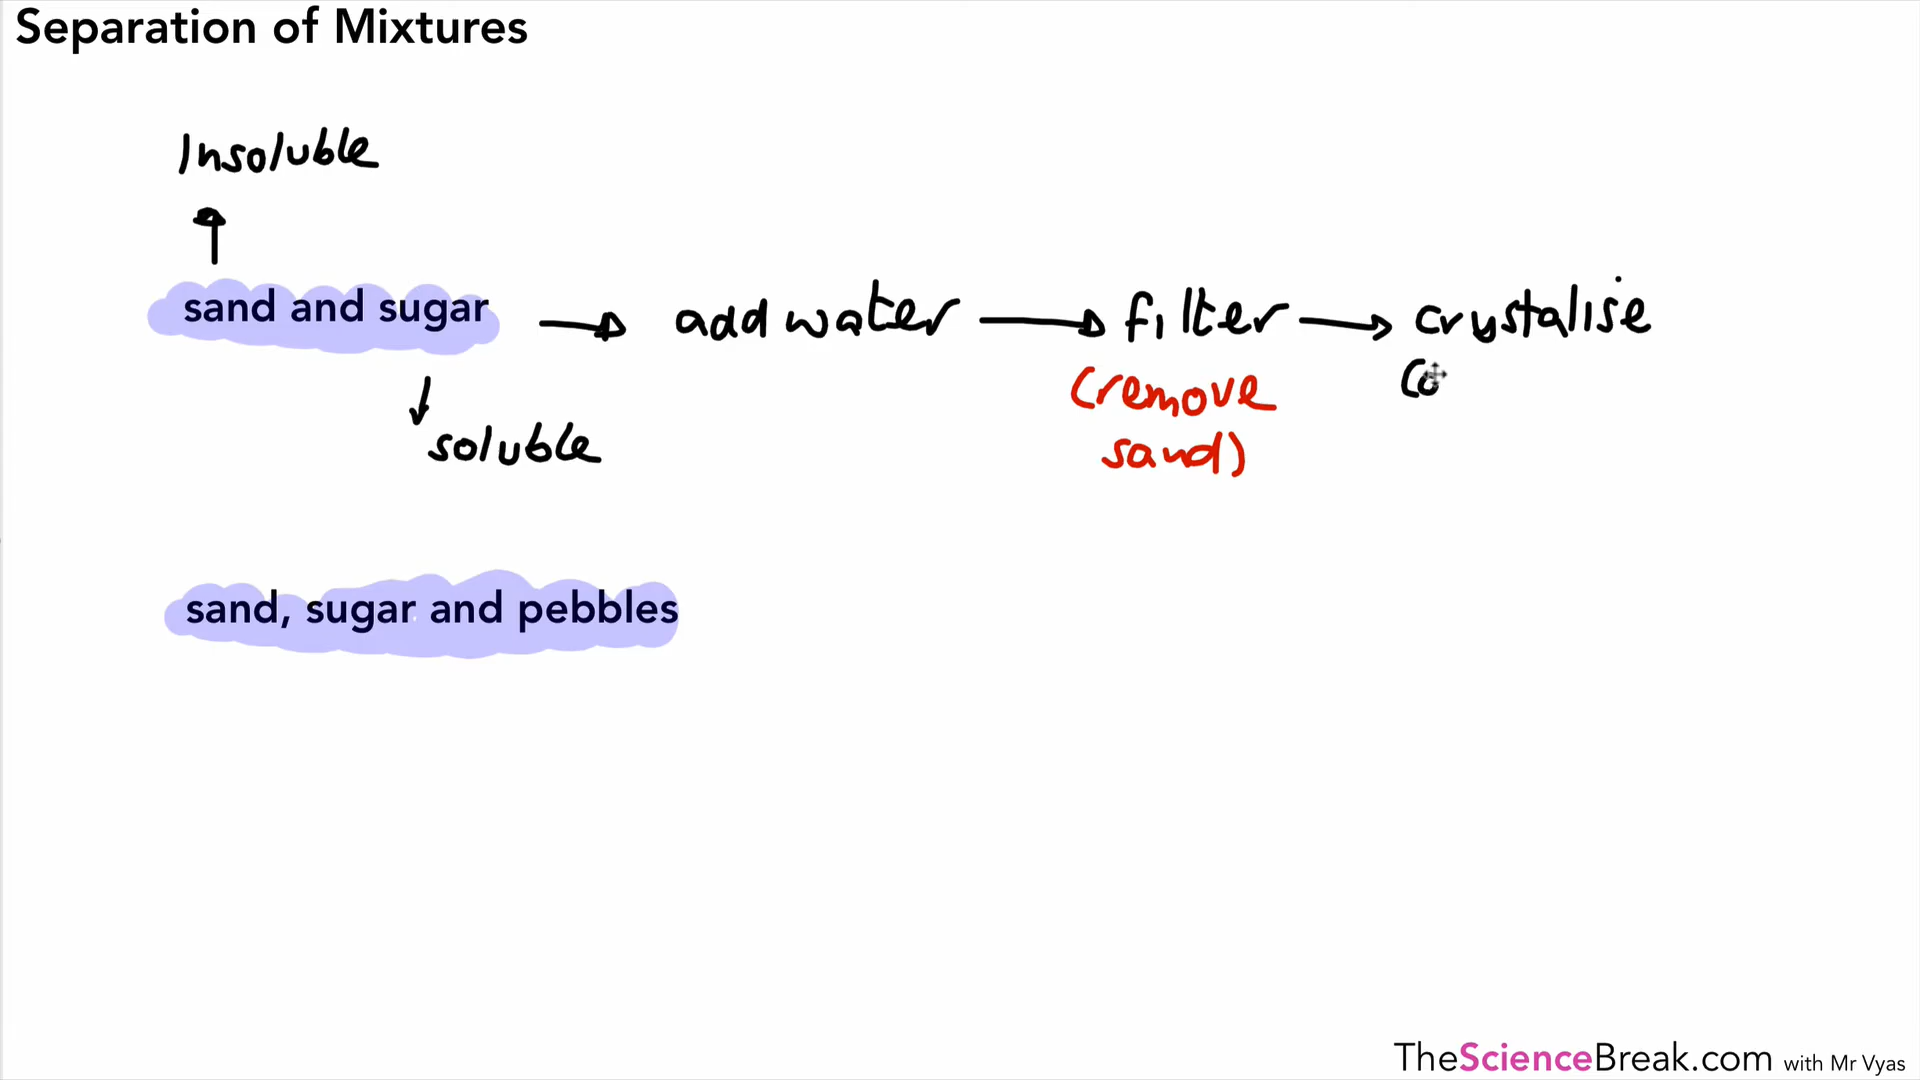 Separation of Mixtures
Insoluble
sand and sugar → add water → filter → crystalise
(remove
sand)
soluble
sand, sugar and pebbles
TheScienceBreak.com with Mr Vyas